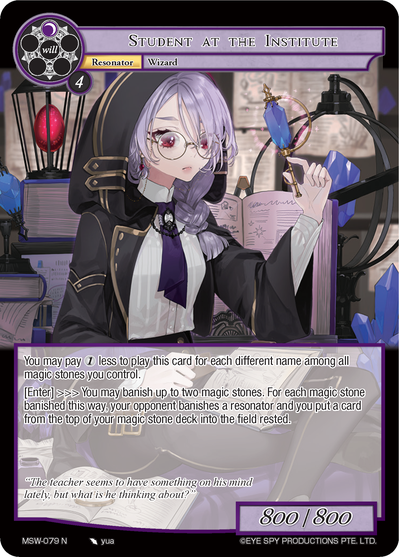 Student at the Institute
will
Resonator Wizard
4
You may pay 1 less to play this card for each different name among all
magic stones you control.
[Enter] >>> You may banish up to two magic stones. For each magic stone
banished this way, your opponent banishes a resonator and you put a card
from the top of your magic stone deck into the field rested.
"The teacher seems to have something on his mind
lately, but what is he thinking about?"
800 / 800
MSW-079 N yua ©EYE SPY PRODUCTIONS PTE. LTD.